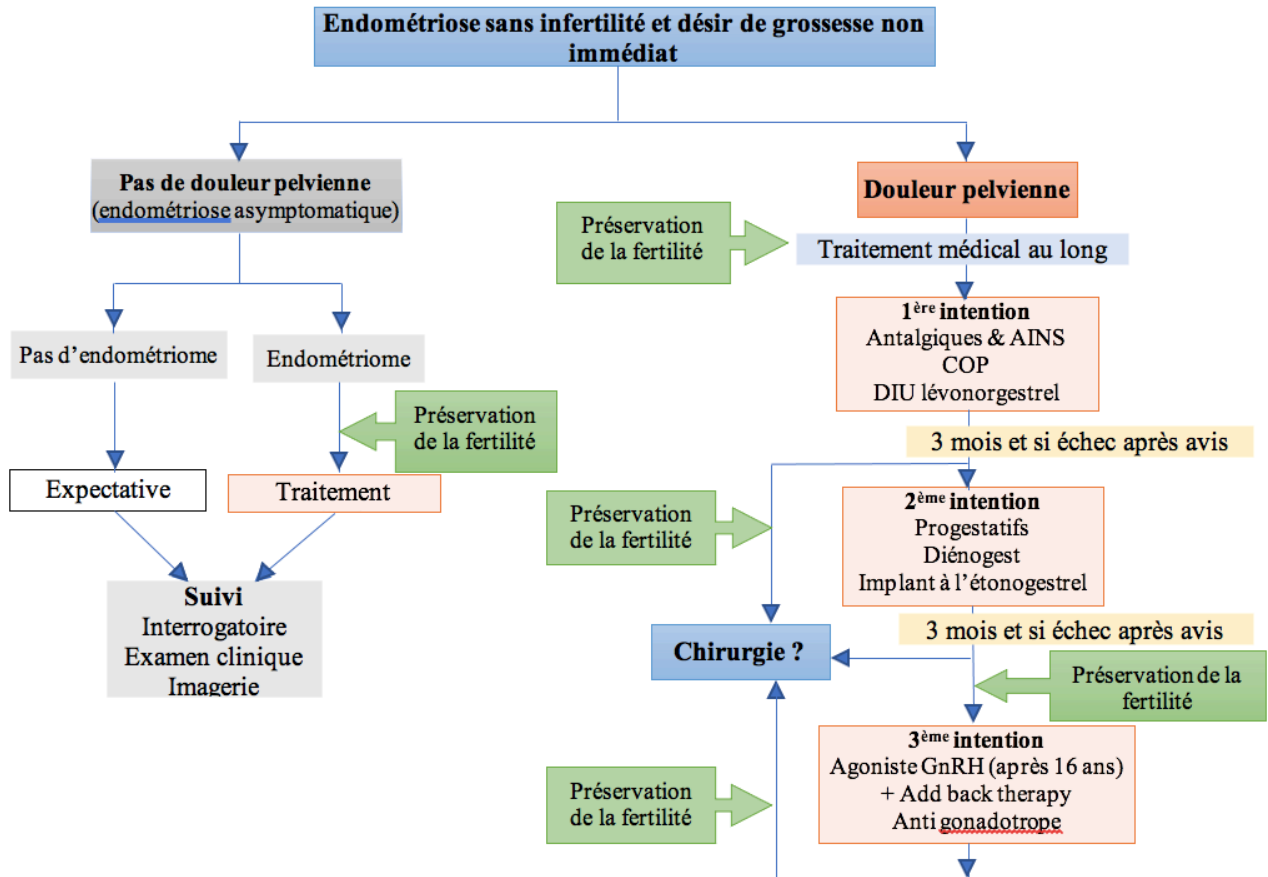 Endométriose sans infertilité et désir de grossesse non
immédiat
Pas de douleur pelvienne
(endométriose asymptomatique)
Pas d’endométriome
Endométriome
Préservation
de la fertilité
Expectative
Traitement
Suivi
Interrogatoire
Examen clinique
Imagerie
Douleur pelvienne
Préservation
de la fertilité
Traitement médical au long
1ère intention
Antalgiques & AINS
COP
DIU lévonorgestrel
3 mois et si échec après avis
Préservation
de la fertilité
2ème intention
Progestatifs
Diénogest
Implant à l’étonogestrel
3 mois et si échec après avis
Chirurgie ?
Préservation de la
fertilité
3ème intention
Agoniste GnRH (après 16 ans)
+ Add back therapy
Anti gonadotrope
Préservation
de la fertilité